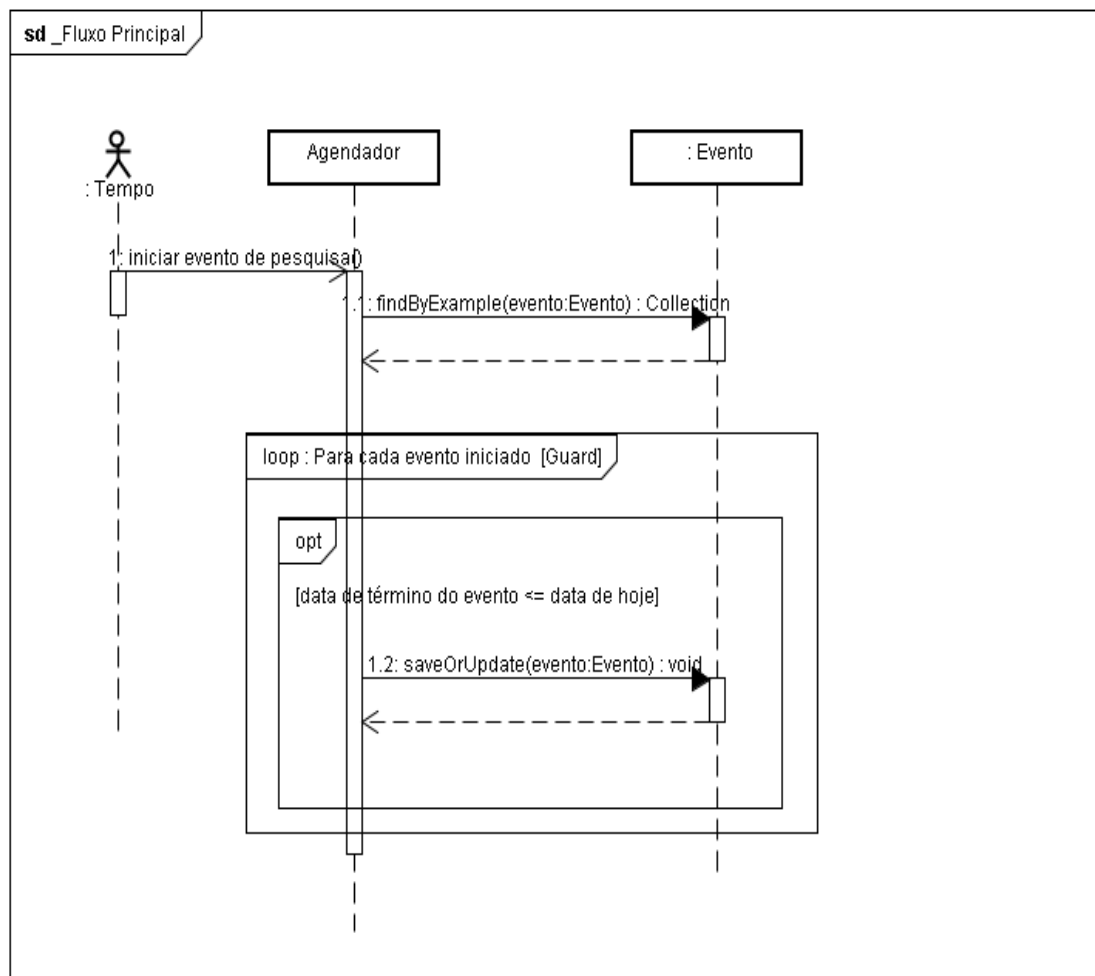 sd _Fluxo Principal
: Tempo
Agendador
: Evento
1: iniciar evento de pesquisa()
1.1: findByExample(evento:Evento) : Collection
loop : Para cada evento iniciado [Guard]
opt
[data de término do evento <= data de hoje]
1.2: saveOrUpdate(evento:Evento) : void